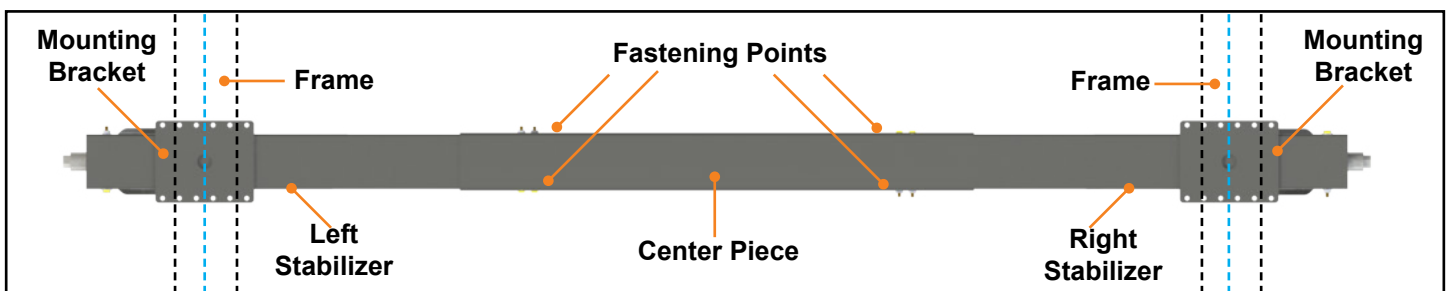 Mounting
Bracket
Frame
Fastening Points
Frame
Mounting
Bracket
Left
Stabilizer
Center Piece
Right
Stabilizer